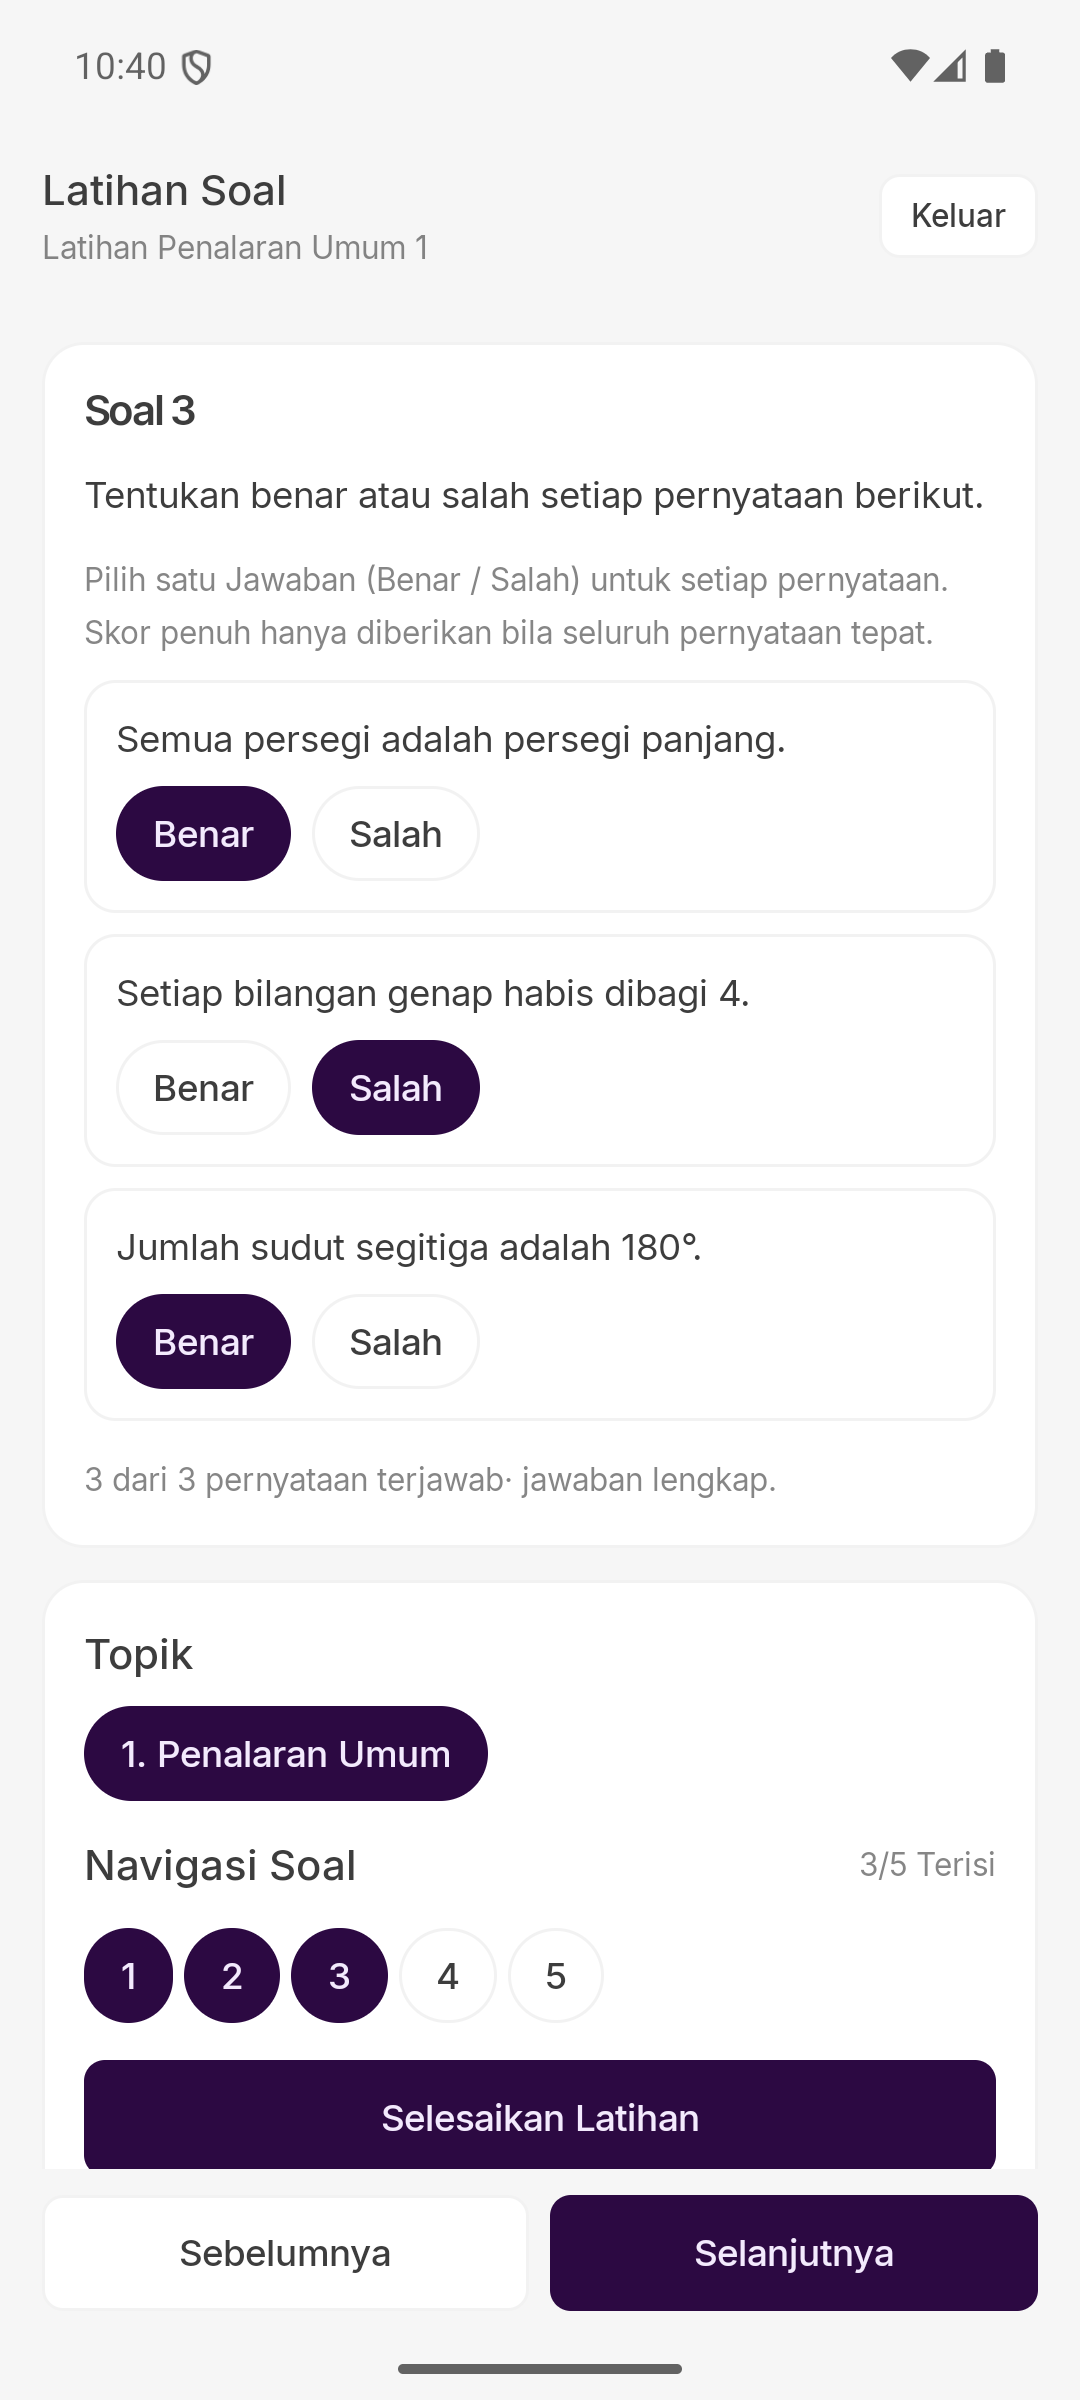 10:40
Latihan Soal
Latihan Penalaran Umum 1
Keluar
Soal 3
Tentukan benar atau salah setiap pernyataan berikut.
Pilih satu Jawaban (Benar / Salah) untuk setiap pernyataan.
Skor penuh hanya diberikan bila seluruh pernyataan tepat.
Semua persegi adalah persegi panjang.
Benar Salah
Setiap bilangan genap habis dibagi 4.
Benar Salah
Jumlah sudut segitiga adalah 180°.
Benar Salah
3 dari 3 pernyataan terjawab· jawaban lengkap.
Topik
1. Penalaran Umum
Navigasi Soal 3/5 Terisi
1 2 3 4 5
Selesaikan Latihan
Sebelumnya Selanjutnya